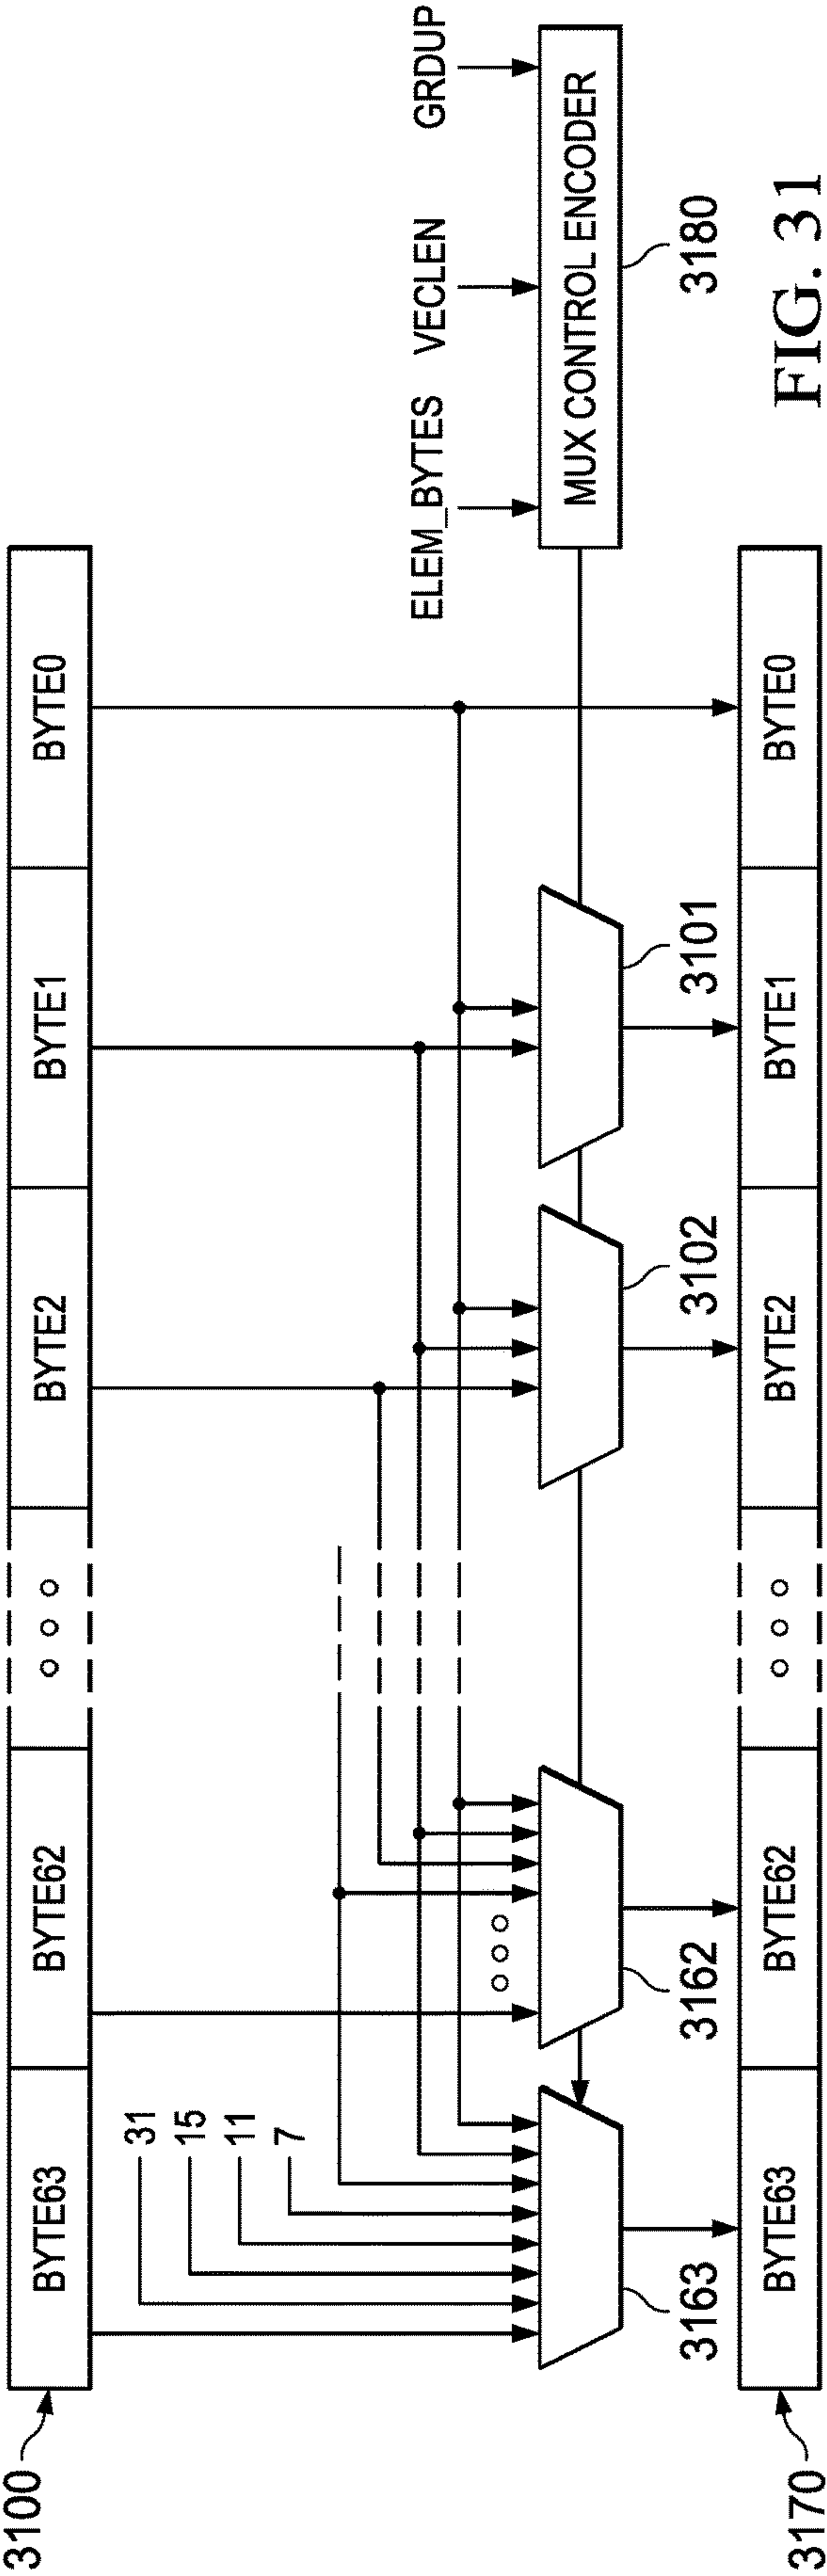 3100
BYTE63
BYTE62
BYTE2
BYTE1
BYTE0
31
15
11
7
ELEM_BYTES
VECLEN
GRDUP
MUX CONTROL ENCODER
3163
3162
3102
3101
3180
3170
BYTE63
BYTE62
BYTE2
BYTE1
BYTE0
FIG. 31